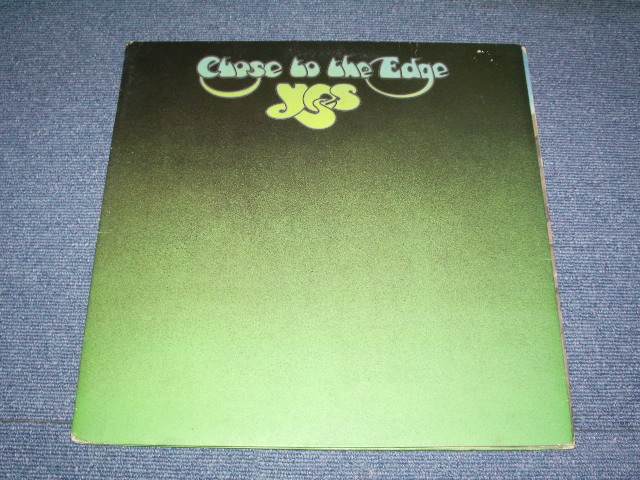 Close to the Edge
Yes